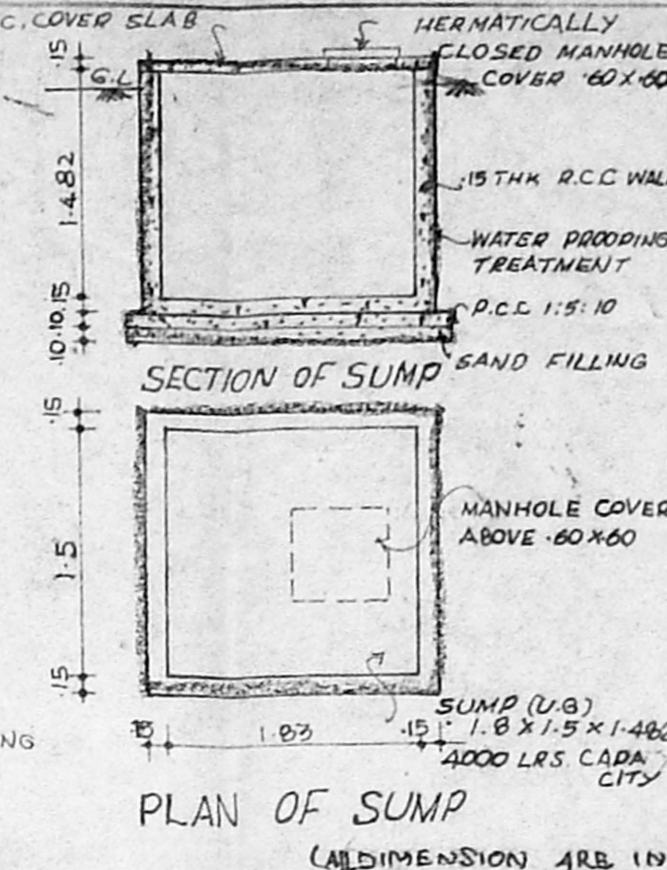 C. COVER SLAB
HERMATICALLY
CLOSED MANHOLE
COVER .60 X .60
G.L
.15
1.4.82
.15
.10
.10
.15 THK R.C.C WAL
WATER PROOPING
TREATMENT
P.C.C 1:5:10
SAND FILLING
SECTION OF SUMP
.15
1.5
.15
MANHOLE COVER
ABOVE .60 X .60
.15
1.83
.15
SUMP (U.G)
1.8 X 1.5 X 1.482
4000 LRS. CAPA
CITY
NG
PLAN OF SUMP
(All DIMENSION ARE IN